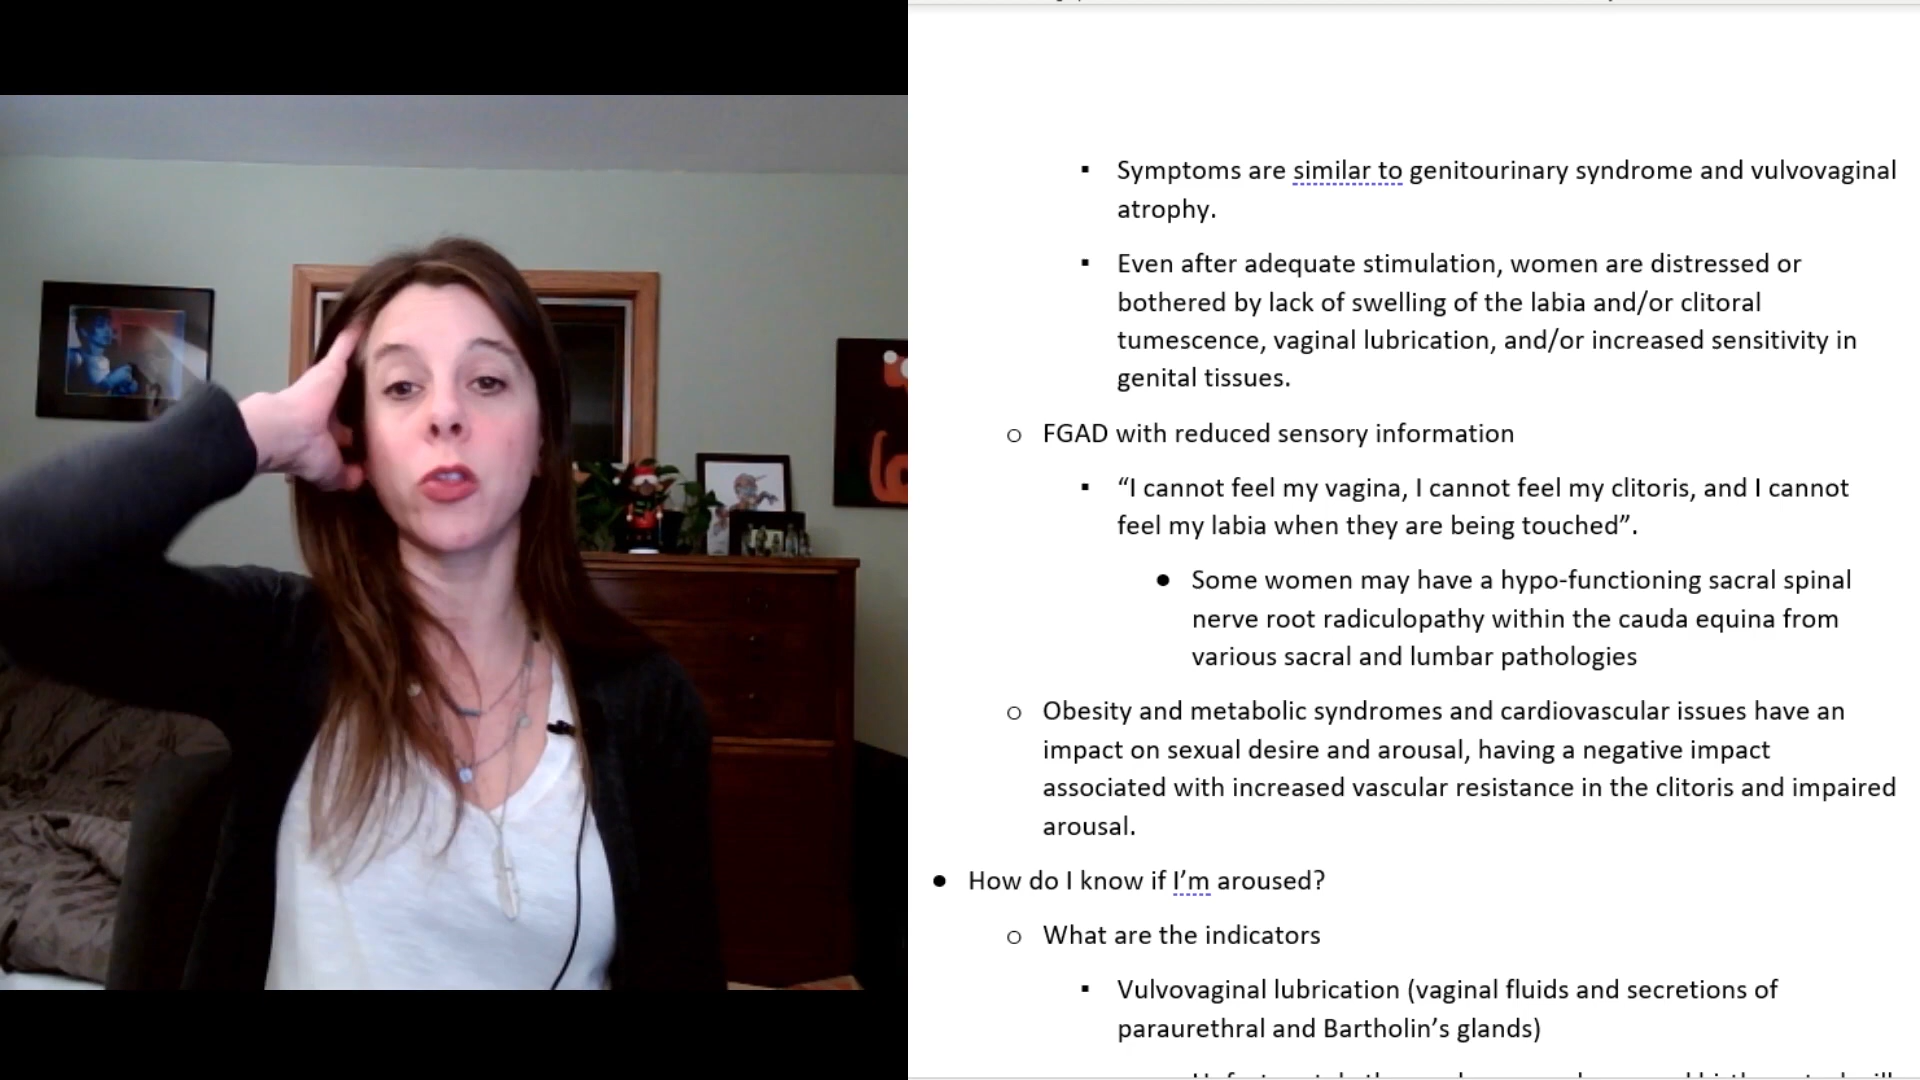 ▪ Symptoms are similar to genitourinary syndrome and vulvovaginal
atrophy.
▪ Even after adequate stimulation, women are distressed or
bothered by lack of swelling of the labia and/or clitoral
tumescence, vaginal lubrication, and/or increased sensitivity in
genital tissues.
o FGAD with reduced sensory information
▪ “I cannot feel my vagina, I cannot feel my clitoris, and I cannot
feel my labia when they are being touched”.
● Some women may have a hypo-functioning sacral spinal
nerve root radiculopathy within the cauda equina from
various sacral and lumbar pathologies
o Obesity and metabolic syndromes and cardiovascular issues have an
impact on sexual desire and arousal, having a negative impact
associated with increased vascular resistance in the clitoris and impaired
arousal.
● How do I know if I’m aroused?
o What are the indicators
▪ Vulvovaginal lubrication (vaginal fluids and secretions of
paraurethral and Bartholin’s glands)